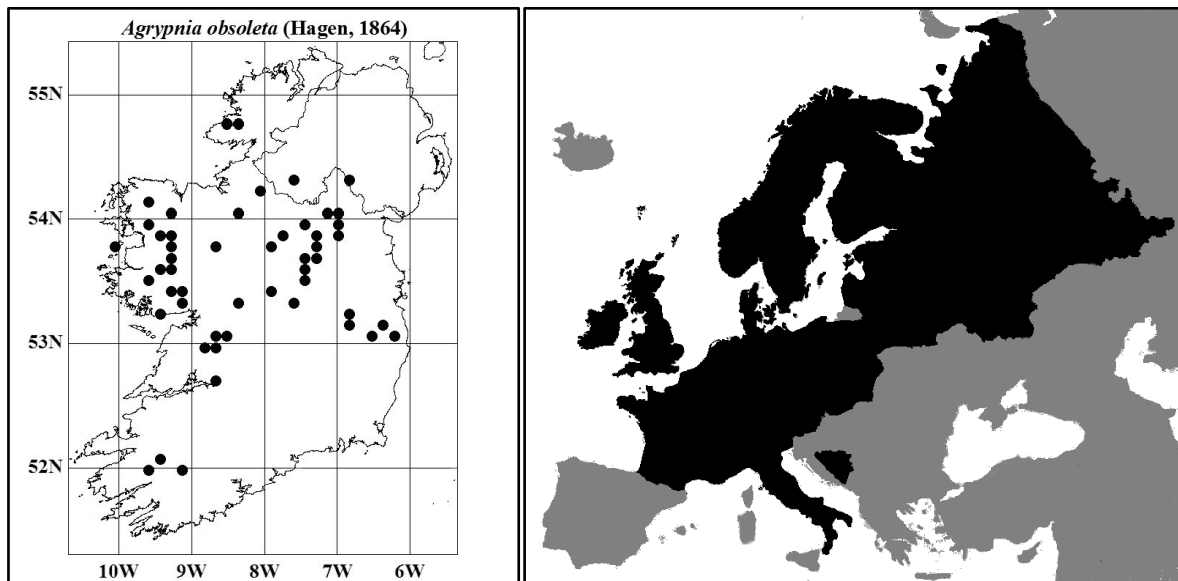 Agrypnia obsoleta (Hagen, 1864)
55N
54N
53N
52N
10W 9W 8W 7W 6W